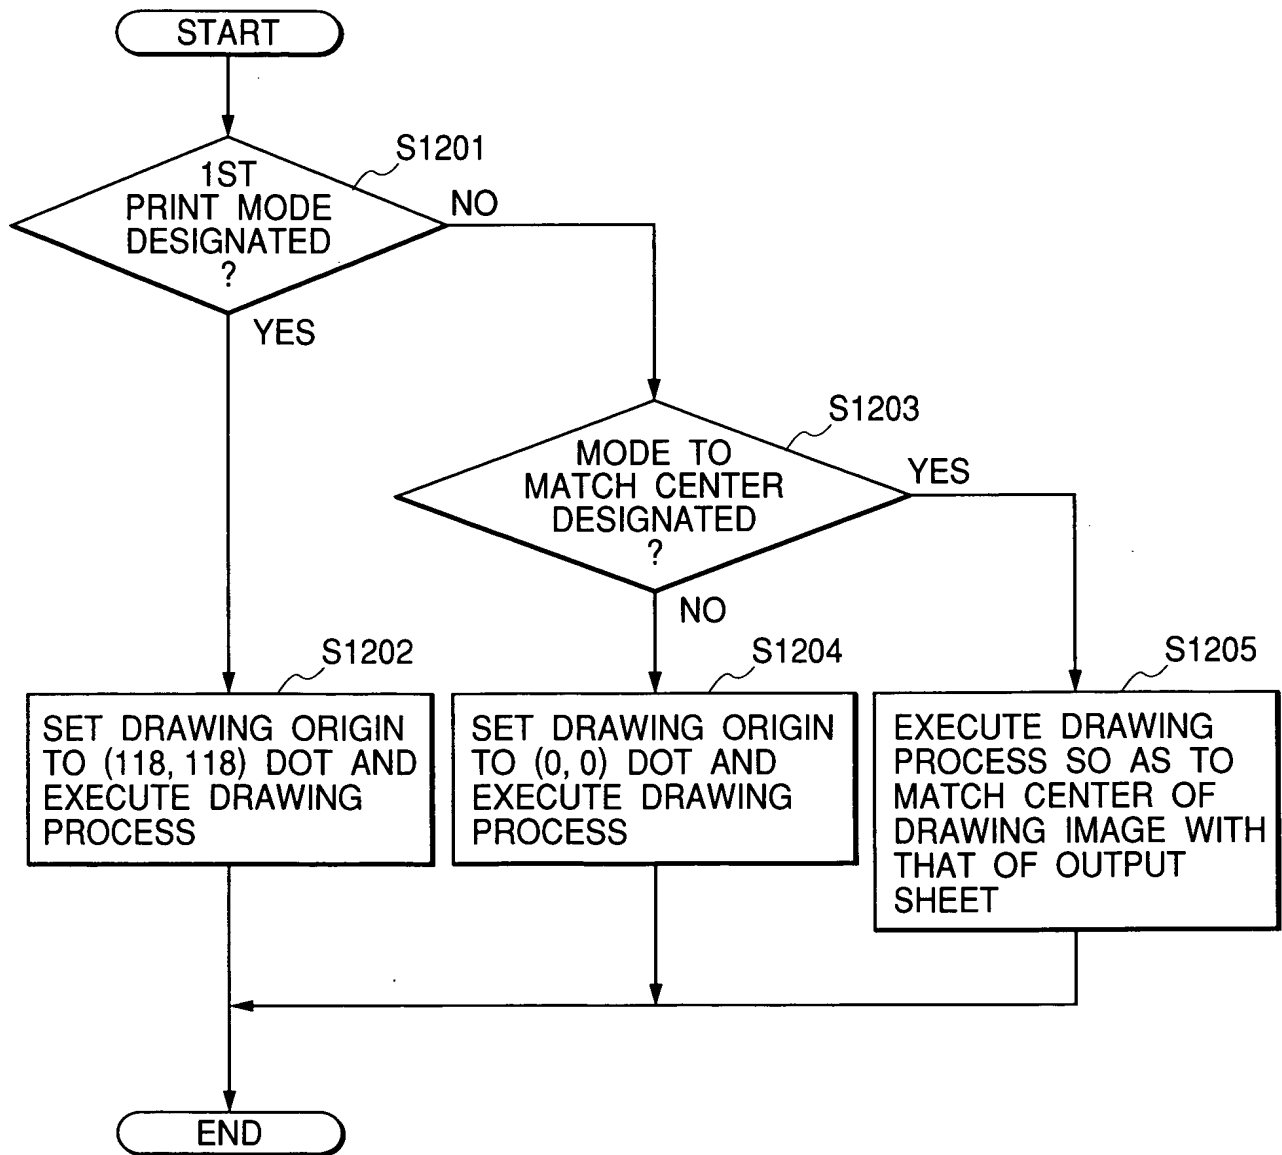 START
S1201
1ST
PRINT MODE
DESIGNATED
?
NO
YES
S1203
MODE TO
MATCH CENTER
DESIGNATED
?
YES
NO
S1202
SET DRAWING ORIGIN
TO (118, 118) DOT AND
EXECUTE DRAWING
PROCESS
S1204
SET DRAWING ORIGIN
TO (0, 0) DOT AND
EXECUTE DRAWING
PROCESS
S1205
EXECUTE DRAWING
PROCESS SO AS TO
MATCH CENTER OF
DRAWING IMAGE WITH
THAT OF OUTPUT
SHEET
END